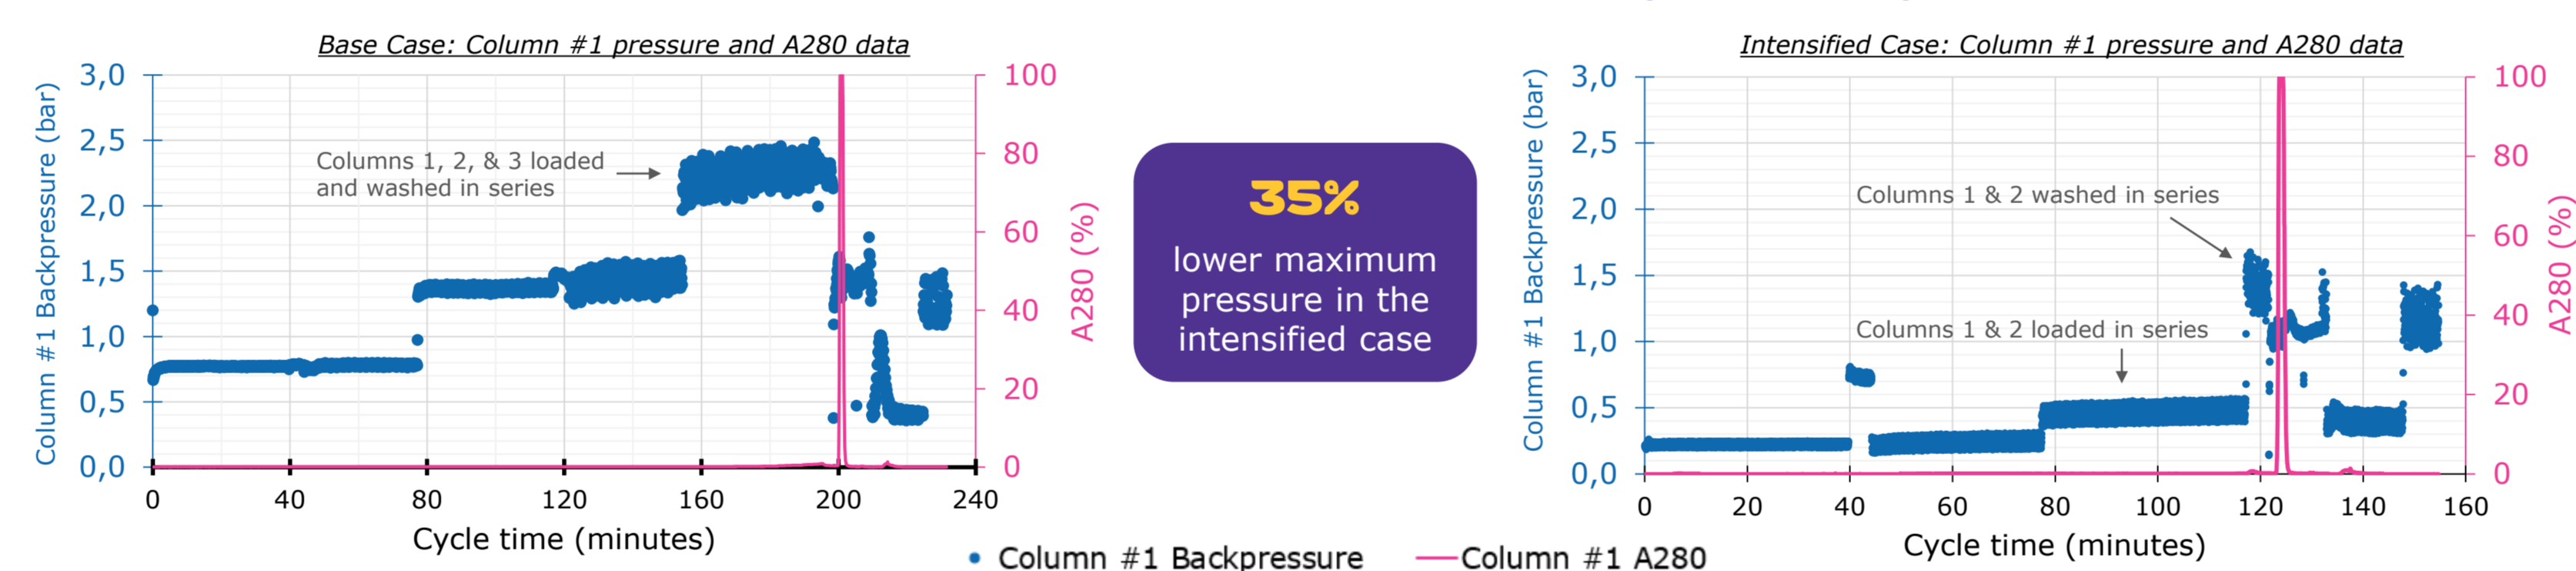 Base Case: Column #1 pressure and A280 data
3,0
2,5
2,0
1,5
1,0
0,5
0,0
Column #1 Backpressure (bar)
Columns 1, 2, & 3 loaded
and washed in series
100
80
60
40
20
0
A280 (%)
0 40 80 120 160 200 240
Cycle time (minutes)
35%
lower maximum
pressure in the
intensified case
Intensified Case: Column #1 pressure and A280 data
3,0
2,5
2,0
1,5
1,0
0,5
0,0
Column #1 Backpressure (bar)
Columns 1 & 2 washed in series
Columns 1 & 2 loaded in series
100
80
60
40
20
0
A280 (%)
0 20 40 60 80 100 120 140 160
Cycle time (minutes)
Column #1 Backpressure
Column #1 A280